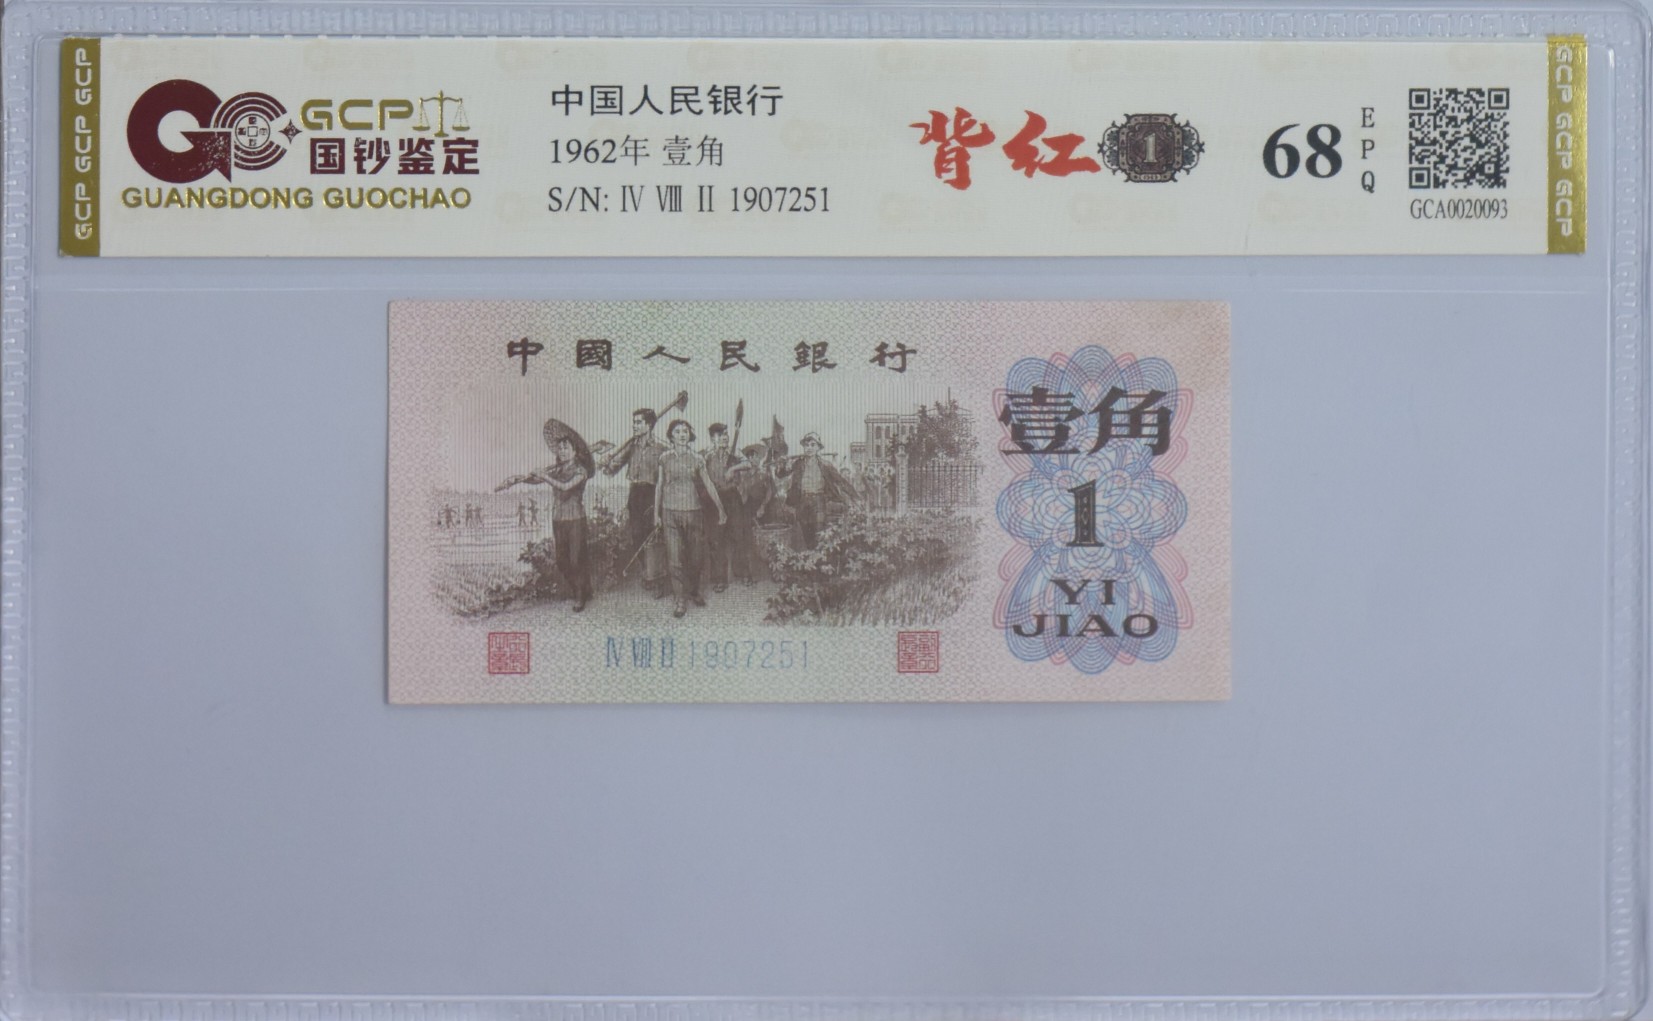 GCP GCP GCP
GCP
国钞鉴定
GUANGDONG GUOCHAO
中国人民银行
1962年 壹角
S/N: Ⅳ Ⅷ Ⅱ 1907251
背红
1
68
EPQ
GCA0020093
GCP GCP GCP
中國人民銀行
壹角
1
YI
JIAO
Ⅳ Ⅷ Ⅱ 1907251